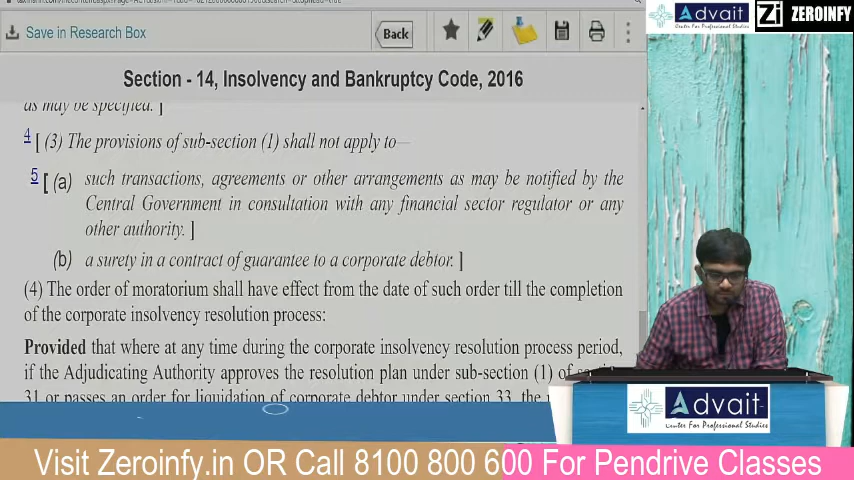 Save in Research Box
Back
Advait
Zi ZEROINFY
Section - 14, Insolvency and Bankruptcy Code, 2016
as may be specified. ]
4 [ (3) The provisions of sub-section (1) shall not apply to—
5 [ (a) such transactions, agreements or other arrangements as may be notified by the
Central Government in consultation with any financial sector regulator or any
other authority. ]
(b) a surety in a contract of guarantee to a corporate debtor. ]
(4) The order of moratorium shall have effect from the date of such order till the completion
of the corporate insolvency resolution process:
Provided that where at any time during the corporate insolvency resolution process period,
if the Adjudicating Authority approves the resolution plan under sub-section (1) of
31 or passes an order for liquidation of corporate debtor under section 33, the
Advait
Center For Professional Studies
Visit Zeroinfy.in OR Call 8100 800 600 For Pendrive Classes